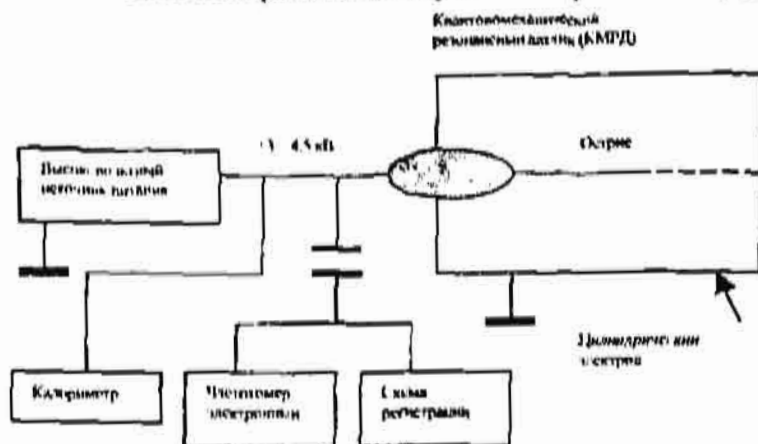 Квантовомеханический
резонансный датчик (КМРД)
4.5 кВ
Острие
Высоковольтный
источник питания
Цилиндрический
электрод
Калориметр
Частотомер
электронный
Схема
регистрации